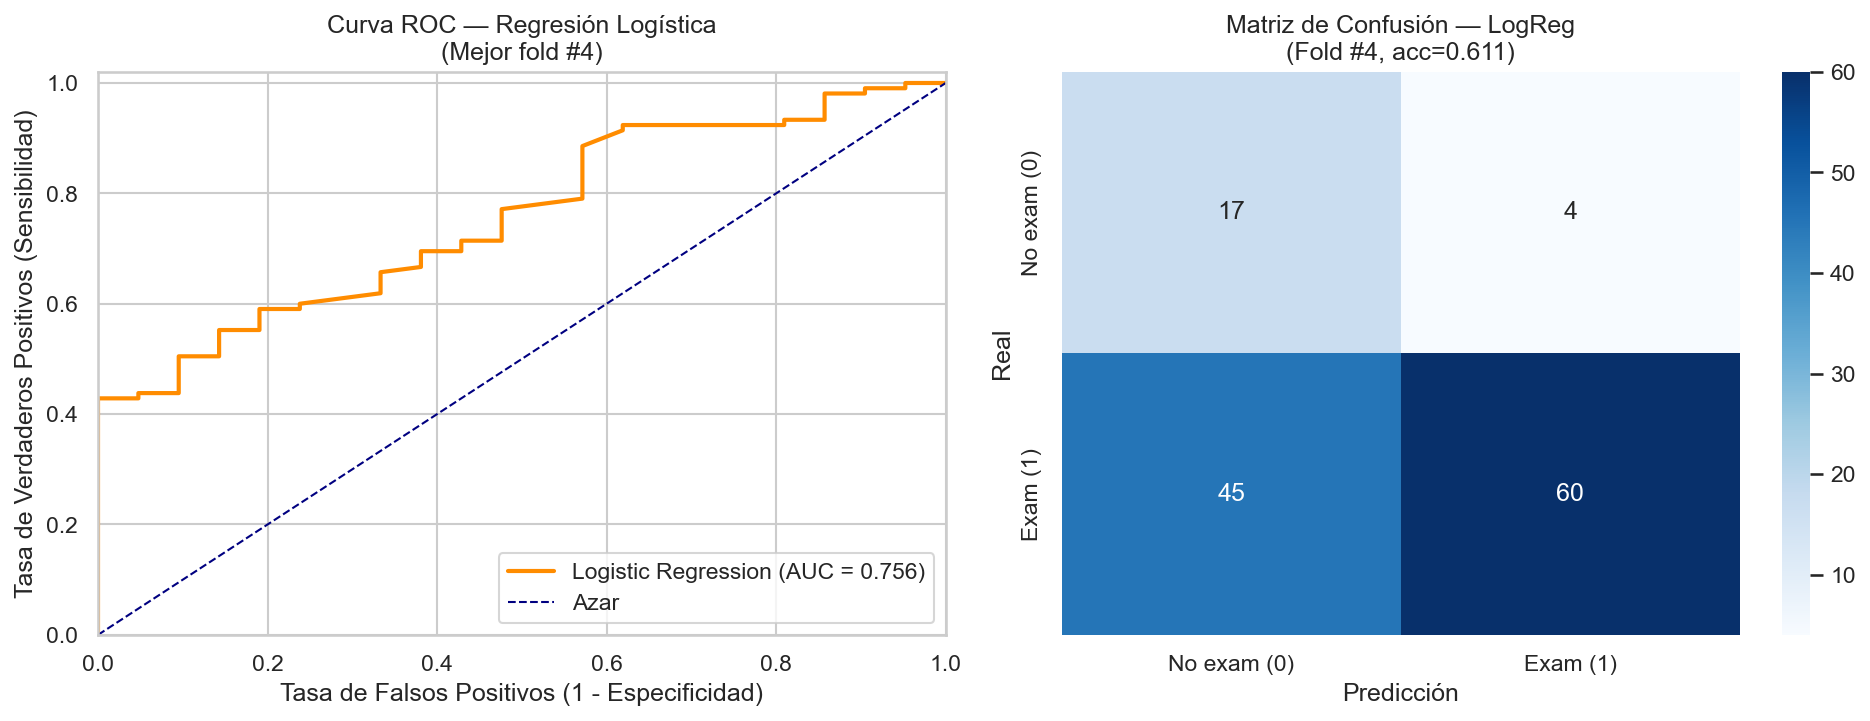 Curva ROC — Regresión Logística
(Mejor fold #4)
Tasa de Verdaderos Positivos (Sensibilidad)
1.0
0.8
0.6
0.4
0.2
0.0
0.0 0.2 0.4 0.6 0.8 1.0
Tasa de Falsos Positivos (1 - Especificidad)
Logistic Regression (AUC = 0.756)
Azar
Matriz de Confusión — LogReg
(Fold #4, acc=0.611)
Real
No exam (0)
Exam (1)
17 4
45 60
No exam (0) Exam (1)
Predicción
60
50
40
30
20
10